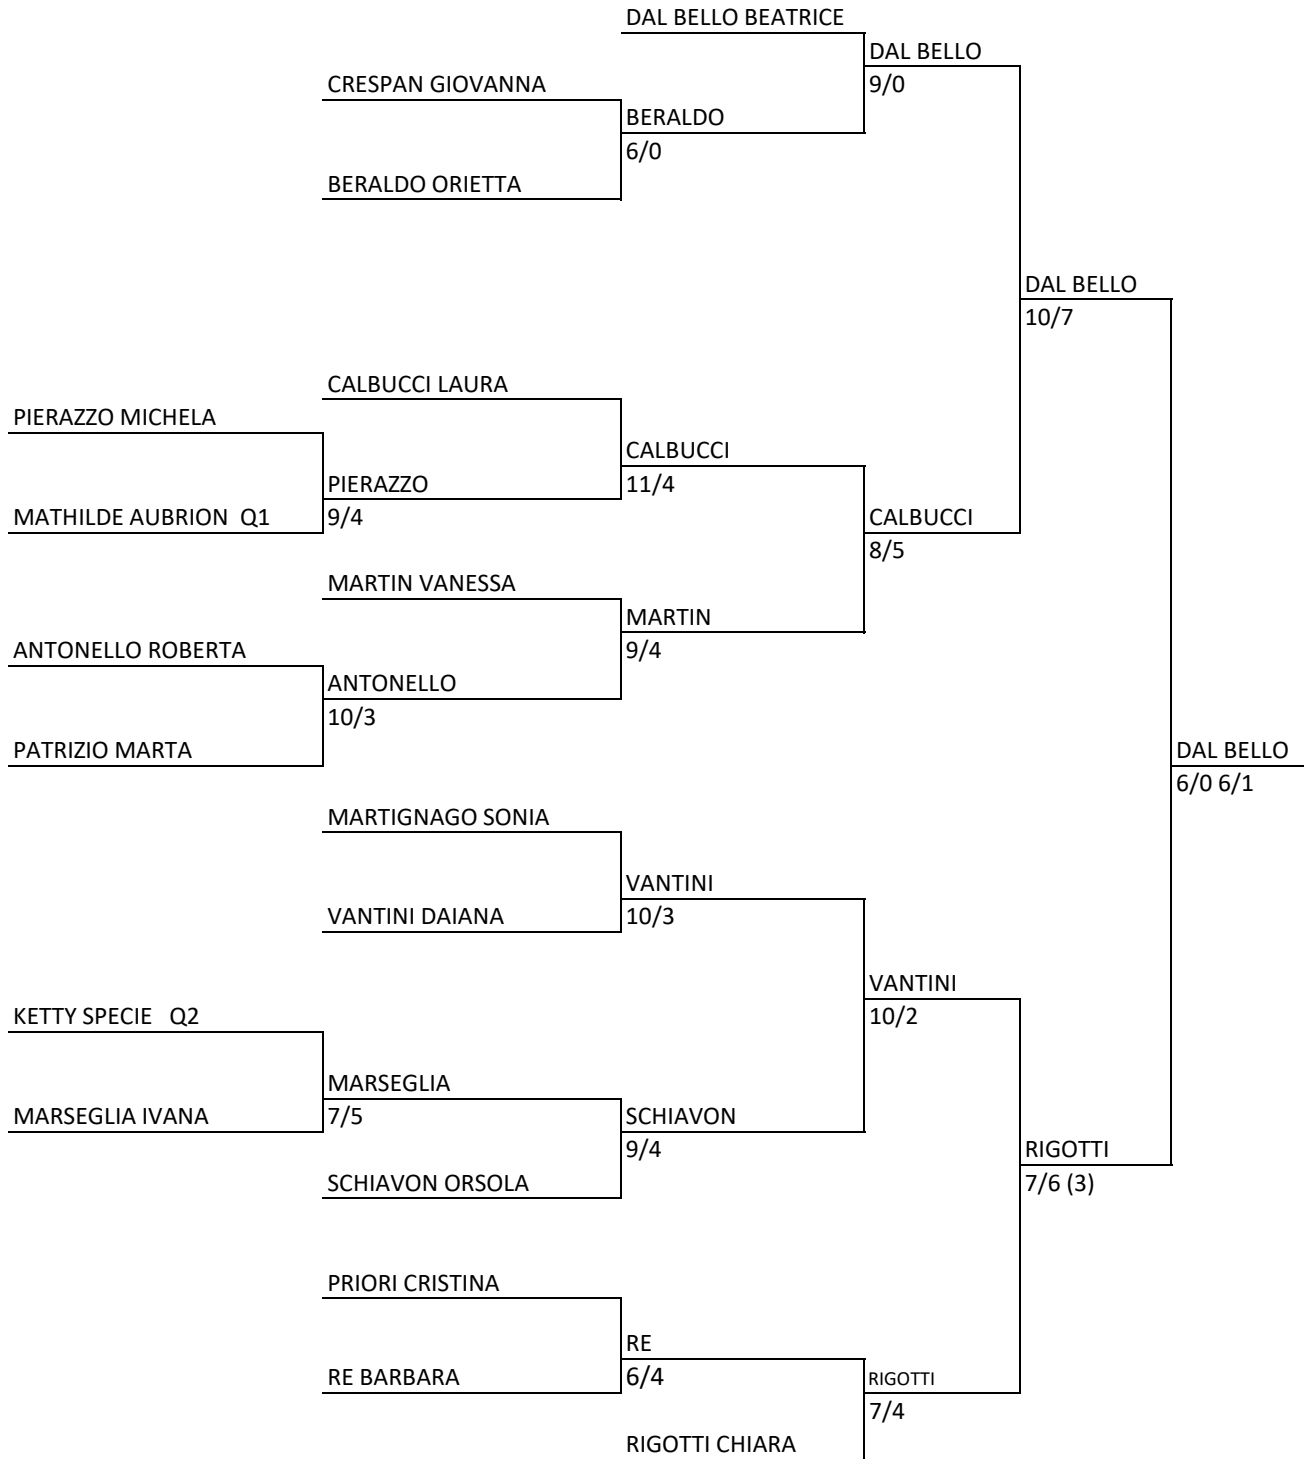 DAL BELLO BEATRICE
DAL BELLO
CRESPAN GIOVANNA
9/0
BERALDO
6/0
BERALDO ORIETTA
DAL BELLO
10/7
CALBUCCI LAURA
PIERAZZO MICHELA
CALBUCCI
PIERAZZO
11/4
MATHILDE AUBRION Q1
9/4
CALBUCCI
8/5
MARTIN VANESSA
MARTIN
ANTONELLO ROBERTA
9/4
ANTONELLO
10/3
PATRIZIO MARTA
DAL BELLO
6/0 6/1
MARTIGNAGO SONIA
VANTINI
VANTINI DAIANA
10/3
VANTINI
KETTY SPECIE Q2
10/2
MARSEGLIA
MARSEGLIA IVANA
7/5
SCHIAVON
9/4
RIGOTTI
SCHIAVON ORSOLA
7/6 (3)
PRIORI CRISTINA
RE
RE BARBARA
6/4
RIGOTTI
7/4
RIGOTTI CHIARA